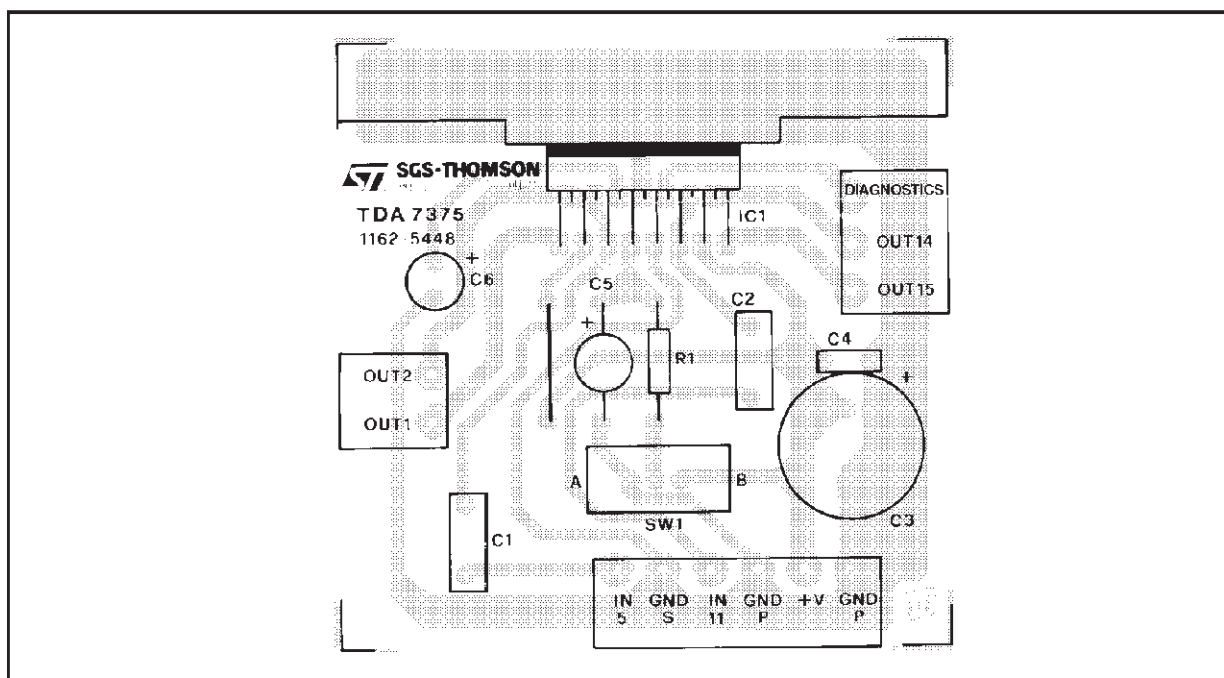 SGS-THOMSON
TDA 7375
1162 5448
IC1
DIAGNOSTICS
OUT14
OUT15
+
C6
C5
+
C2
R1
C4
+
OUT2
OUT1
A
B
SW1
C3
C1
IN GND IN GND +V GND
5 S 11 P P